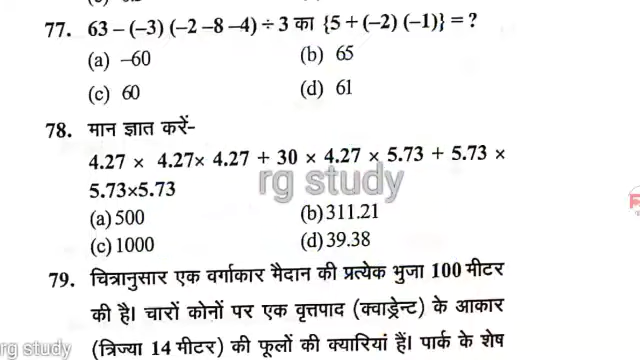 77. 63 – (–3) (–2 –8 –4) ÷ 3 का {5 + (–2) (–1)} = ?
(a) –60 (b) 65
(c) 60 (d) 61
78. मान ज्ञात करें-
4.27 × 4.27× 4.27 + 30 × 4.27 × 5.73 + 5.73 ×
5.73×5.73
rg study
(a) 500 (b) 311.21
(c) 1000 (d) 39.38
79. चित्रानुसार एक वर्गाकार मैदान की प्रत्येक भुजा 100 मीटर
की है। चारों कोनों पर एक वृत्तपाद (क्वाड्रेन्ट) के आकार
(त्रिज्या 14 मीटर) की फूलों की क्यारियां हैं। पार्क के शेष
rg study